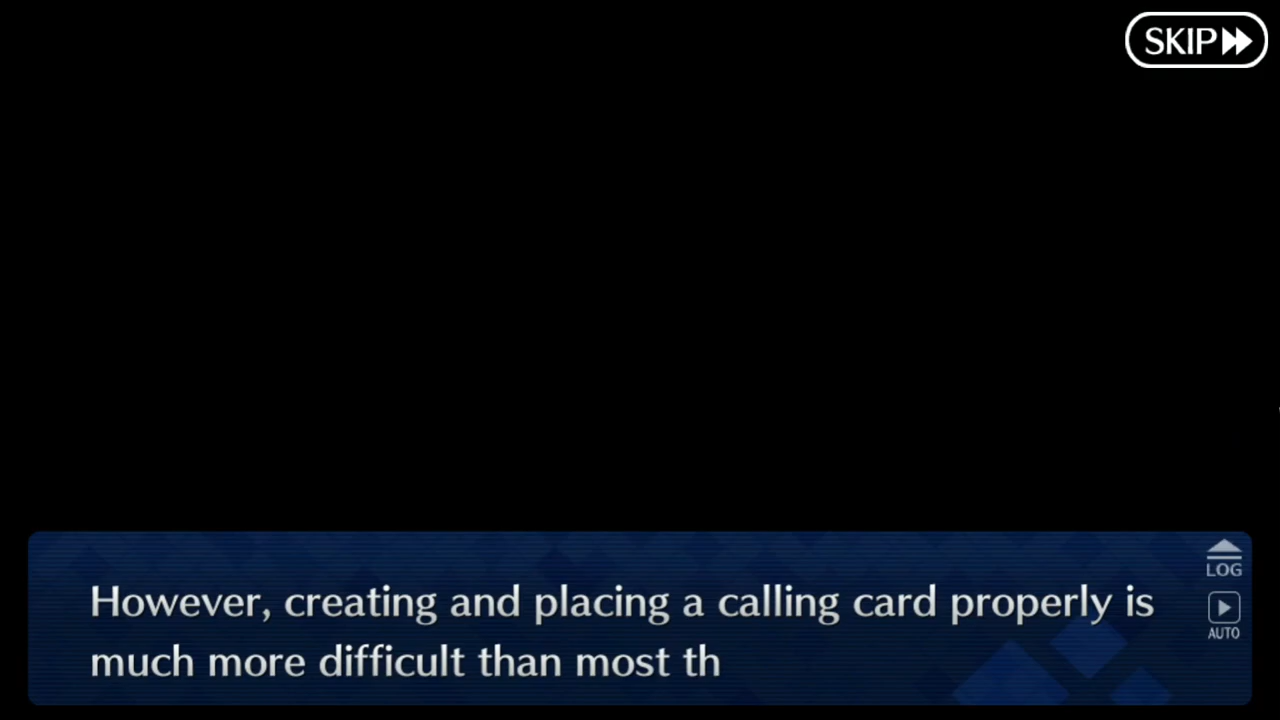 SKIP
LOG
However, creating and placing a calling card properly is
AUTO
much more difficult than most th